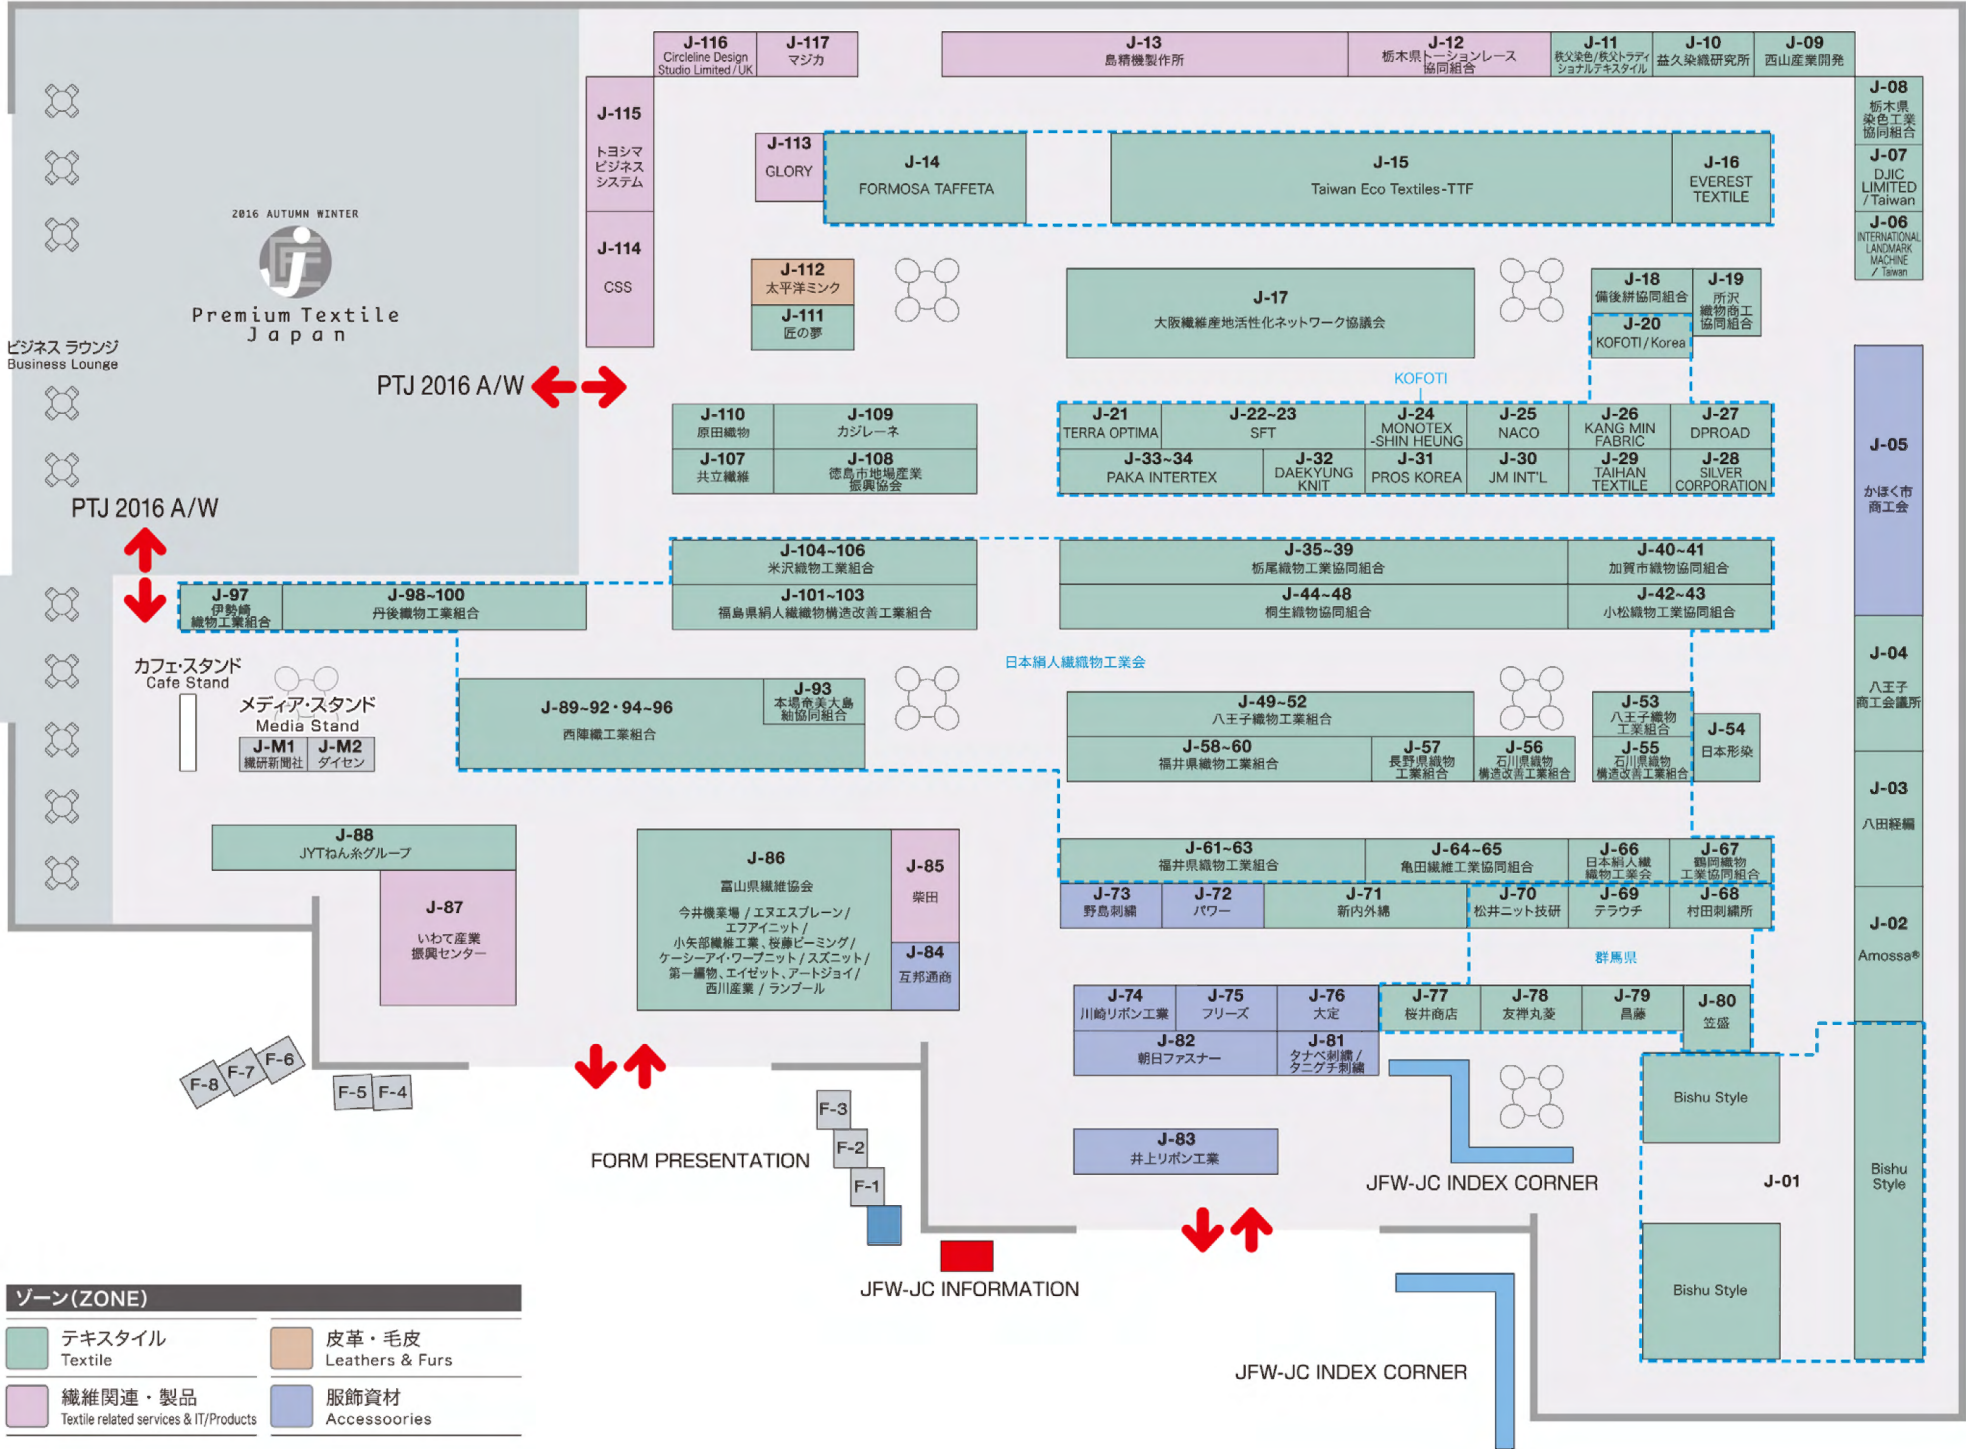 J-116
Circleline Design
Studio Limited/UK
J-117
マジカ
J-13
島精機製作所
J-12
栃木県トーションレース
協同組合
J-11
秩父染色/秩父トラディ
ショナルテキスタイル
J-10
益久染織研究所
J-09
西山産業開発
J-115
トヨシマ
ビジネス
システム
J-113
GLORY
J-14
FORMOSA TAFFETA
J-15
Taiwan Eco Textiles-TTF
J-16
EVEREST
TEXTILE
J-08
栃木県
染色工業
協同組合
J-07
DJIC
LIMITED
/Taiwan
J-06
INTERNATIONAL
LANDMARK
MACHINE
/ Taiwan
2016 AUTUMN WINTER
Premium Textile
Japan
J-114
CSS
J-112
太平洋ミンク
J-111
匠の夢
J-17
大阪繊維産地活性化ネットワーク協議会
J-18
備後絣協同組合
J-19
所沢
織物商工
協同組合
J-20
KOFOTI/Korea
ビジネス ラウンジ
Business Lounge
PTJ 2016 A/W
KOFOTI
J-110
原田織物
J-109
カジレーネ
J-107
共立繊維
J-108
徳島市地場産業
振興協会
J-21
TERRA OPTIMA
J-22~23
SFT
J-24
MONOTEX
-SHIN HEUNG
J-25
NACO
J-26
KANG MIN
FABRIC
J-27
DPROAD
J-33~34
PAKA INTERTEX
J-32
DAEKYUNG
KNIT
J-31
PROS KOREA
J-30
JM INT'L
J-29
TAIHAN
TEXTILE
J-28
SILVER
CORPORATION
J-05
かほく市
商工会
PTJ 2016 A/W
J-104~106
米沢織物工業組合
J-35~39
栃尾織物工業協同組合
J-40~41
加賀市織物協同組合
J-97
伊勢崎
織物工業組合
J-98~100
丹後織物工業組合
J-101~103
福島県絹人繊織物構造改善工業組合
J-44~48
桐生織物協同組合
J-42~43
小松織物工業協同組合
カフェ・スタンド
Cafe Stand
メディア・スタンド
Media Stand
J-M1
繊研新聞社
J-M2
ダイセン
日本絹人繊織物工業会
J-89~92・94~96
西陣織工業組合
J-93
本場奄美大島
紬協同組合
J-49~52
八王子織物工業組合
J-53
八王子織物
工業組合
J-54
日本形染
J-58~60
福井県織物工業組合
J-57
長野県織物
工業組合
J-56
石川県織物
構造改善工業組合
J-55
石川県織物
構造改善工業組合
J-04
八王子
商工会議所
J-03
八田経編
J-88
JYTねん糸グループ
J-87
いわて産業
振興センター
J-86
富山県繊維協会
今井機業場 / エヌエスプレーン/
エフアイニット/
小矢部繊維工業、桜藤ビーミング/
ケーシーアイ・ワープニット/スズニット/
第一編物、エイゼット、アートジョイ/
西川産業 / ランブール
J-85
柴田
J-84
互邦通商
J-61~63
福井県織物工業組合
J-64~65
亀田繊維工業協同組合
J-66
日本絹人繊
織物工業会
J-67
鶴岡織物
工業協同組合
J-73
野島刺繍
J-72
パワー
J-71
新内外綿
J-70
松井ニット技研
J-69
テラウチ
J-68
村田刺繍所
J-02
Amossa®
群馬県
J-74
川崎リボン工業
J-75
フリーズ
J-76
大定
J-77
桜井商店
J-78
友禅丸菱
J-79
昌藤
J-80
笠盛
J-82
朝日ファスナー
J-81
タナベ刺繍/
タニグチ刺繍
F-8
F-7
F-6
F-5
F-4
F-3
F-2
F-1
FORM PRESENTATION
J-83
井上リボン工業
JFW-JC INDEX CORNER
Bishu Style
J-01
Bishu
Style
Bishu Style
JFW-JC INFORMATION
JFW-JC INDEX CORNER
ゾーン(ZONE)
テキスタイル
Textile
皮革・毛皮
Leathers & Furs
繊維関連・製品
Textile related services & IT/Products
服飾資材
Accessoories